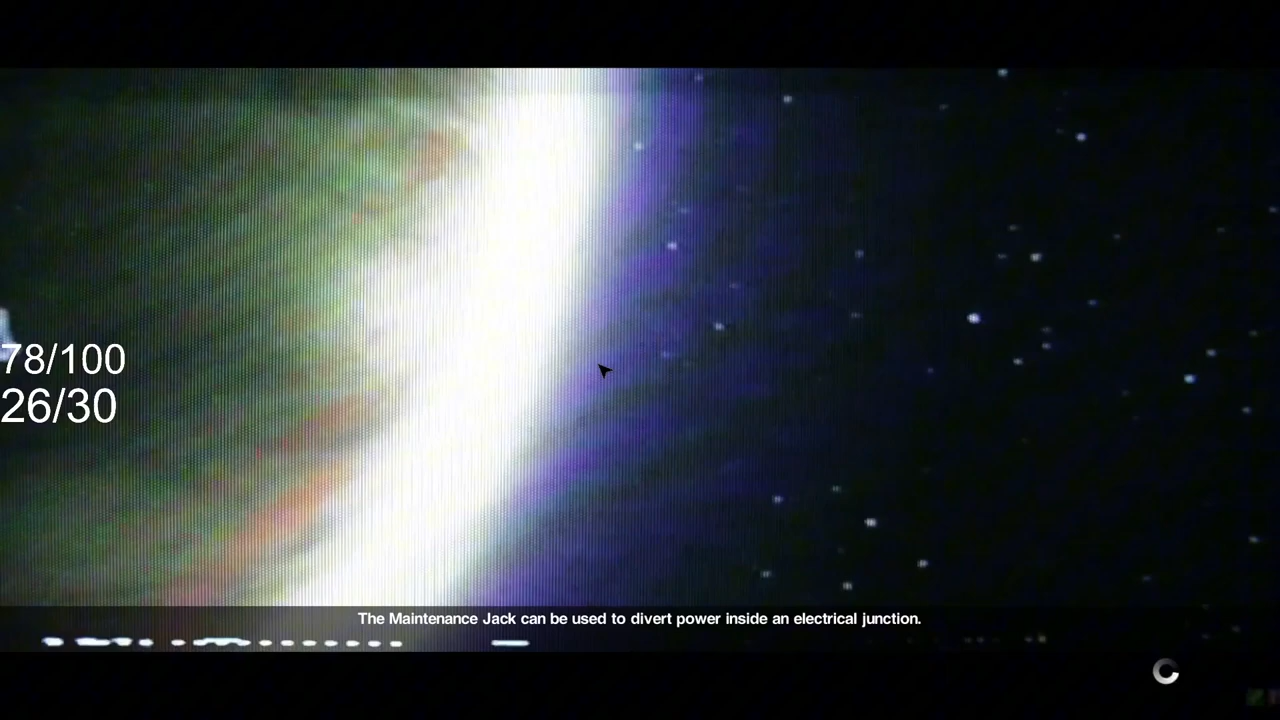 78/100
26/30
The Maintenance Jack can be used to divert power inside an electrical junction.